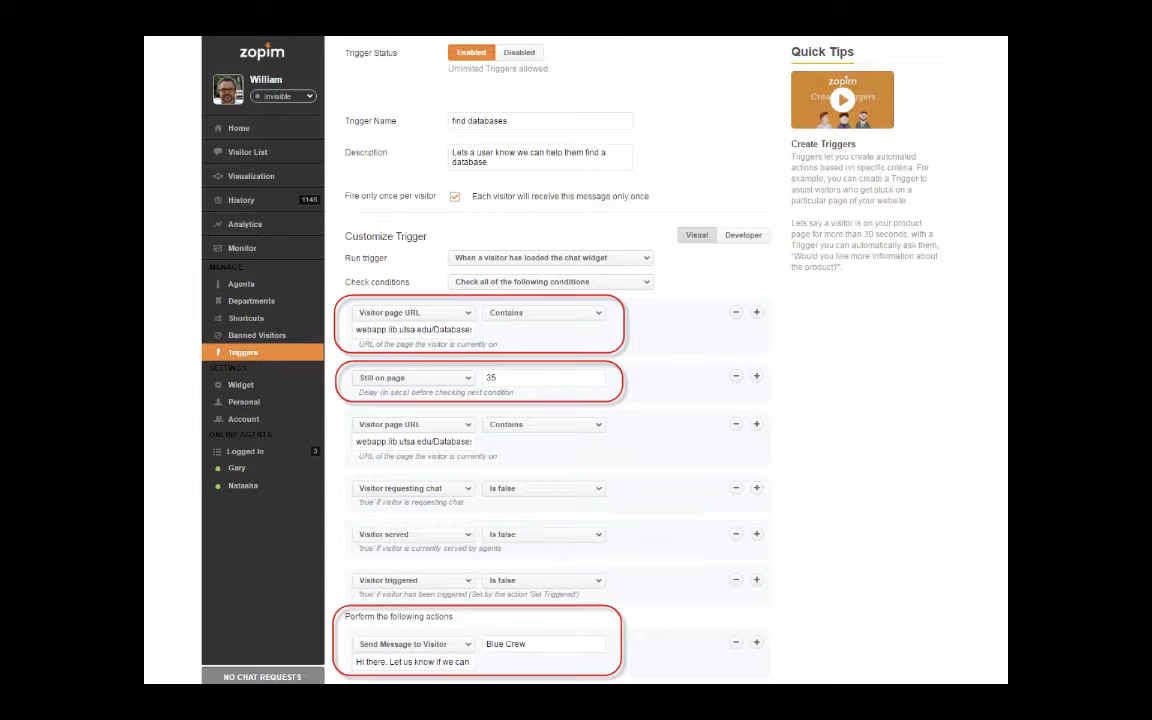 zopim
William
Invisible
Home
Visitor List
Visualization
History 1145
Analytics
Monitor
MANAGE
Agents
Departments
Shortcuts
Banned Visitors
Triggers
SETTINGS
Widget
Personal
Account
ONLINE AGENTS
Logged In 3
Gary
Natasha
NO CHAT REQUESTS
Trigger Status Enabled Disabled
Unlimited Triggers allowed.
Trigger Name find databases
Description Lets a user know we can help them find a
database
Fire only once per visitor Each visitor will receive this message only once
Customize Trigger Visual Developer
Run trigger When a visitor has loaded the chat widget
Check conditions Check all of the following conditions
Visitor page URL Contains
webapp.lib.utsa.edu/Databases
URL of the page the visitor is currently on
Still on page 35
Delay (in secs) before checking next condition
Visitor page URL Contains
webapp.lib.utsa.edu/Databases
URL of the page the visitor is currently on
Visitor requesting chat Is false
'true' if visitor is requesting chat
Visitor served Is false
'true' if visitor is currently served by agents
Visitor triggered Is false
'true' if visitor has been triggered (Set by the action 'Set Triggered')
Perform the following actions
Send Message to Visitor Blue Crew
Hi there. Let us know if we can
Quick Tips
zopim
Create Triggers
Create Triggers
Triggers let you create automated
actions based on specific criteria. For
example, you can create a Trigger to
assist visitors who get stuck on a
particular page of your website.
Lets say a visitor is on your product
page for more than 30 seconds, with a
Trigger you can automatically ask them,
"Would you like more information about
the product?".